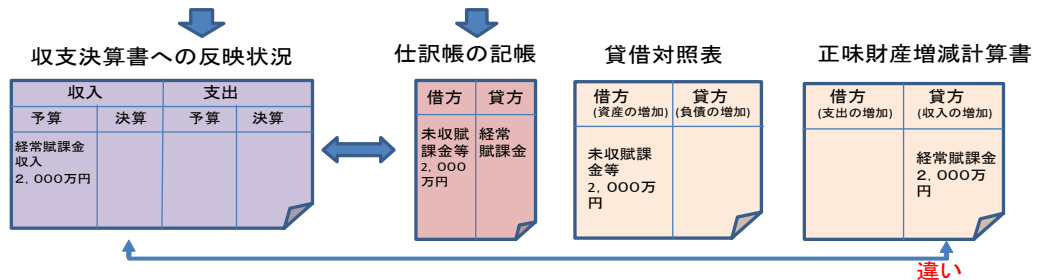 収支決算書への反映状況
仕訳帳の記帳
貸借対照表
正味財産増減計算書
収入
支出
予算
決算
予算
決算
経常賦課金
収入
2，000万円
借方
貸方
未収賦
課金等
2，000
万円
経常
賦課金
借方
(資産の増加)
貸方
(負債の増加)
未収賦課
金等
2，000万
円
借方
(支出の増加)
貸方
(収入の増加)
経常賦課金
2，000万
円
違い